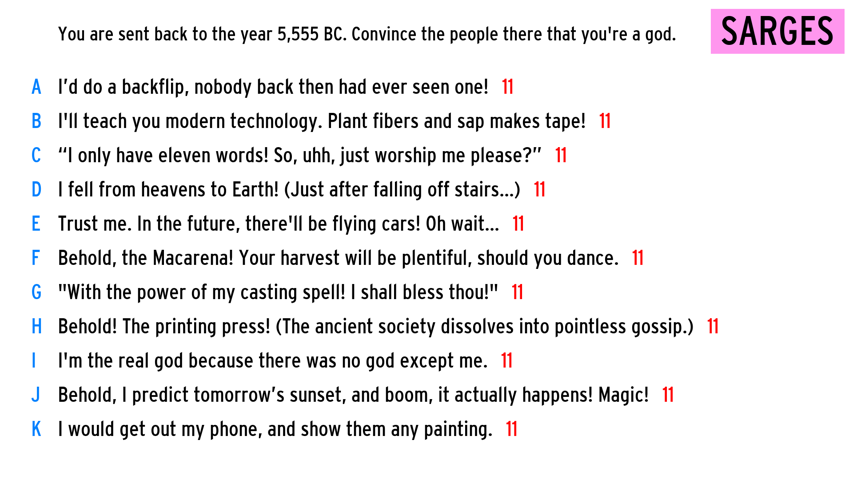 You are sent back to the year 5,555 BC. Convince the people there that you're a god.
SARGES
A I’d do a backflip, nobody back then had ever seen one! 11
B I'll teach you modern technology. Plant fibers and sap makes tape! 11
C “I only have eleven words! So, uhh, just worship me please?” 11
D I fell from heavens to Earth! (Just after falling off stairs...) 11
E Trust me. In the future, there'll be flying cars! Oh wait... 11
F Behold, the Macarena! Your harvest will be plentiful, should you dance. 11
G "With the power of my casting spell! I shall bless thou!" 11
H Behold! The printing press! (The ancient society dissolves into pointless gossip.) 11
I I'm the real god because there was no god except me. 11
J Behold, I predict tomorrow’s sunset, and boom, it actually happens! Magic! 11
K I would get out my phone, and show them any painting. 11